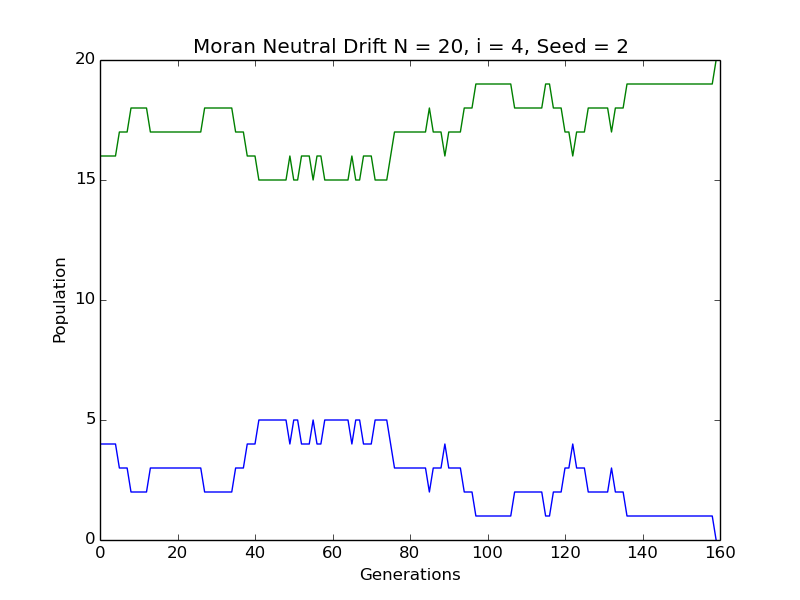 Moran Neutral Drift N = 20, i = 4, Seed = 2
20
15
10
5
0
Population
0 20 40 60 80 100 120 140 160
Generations